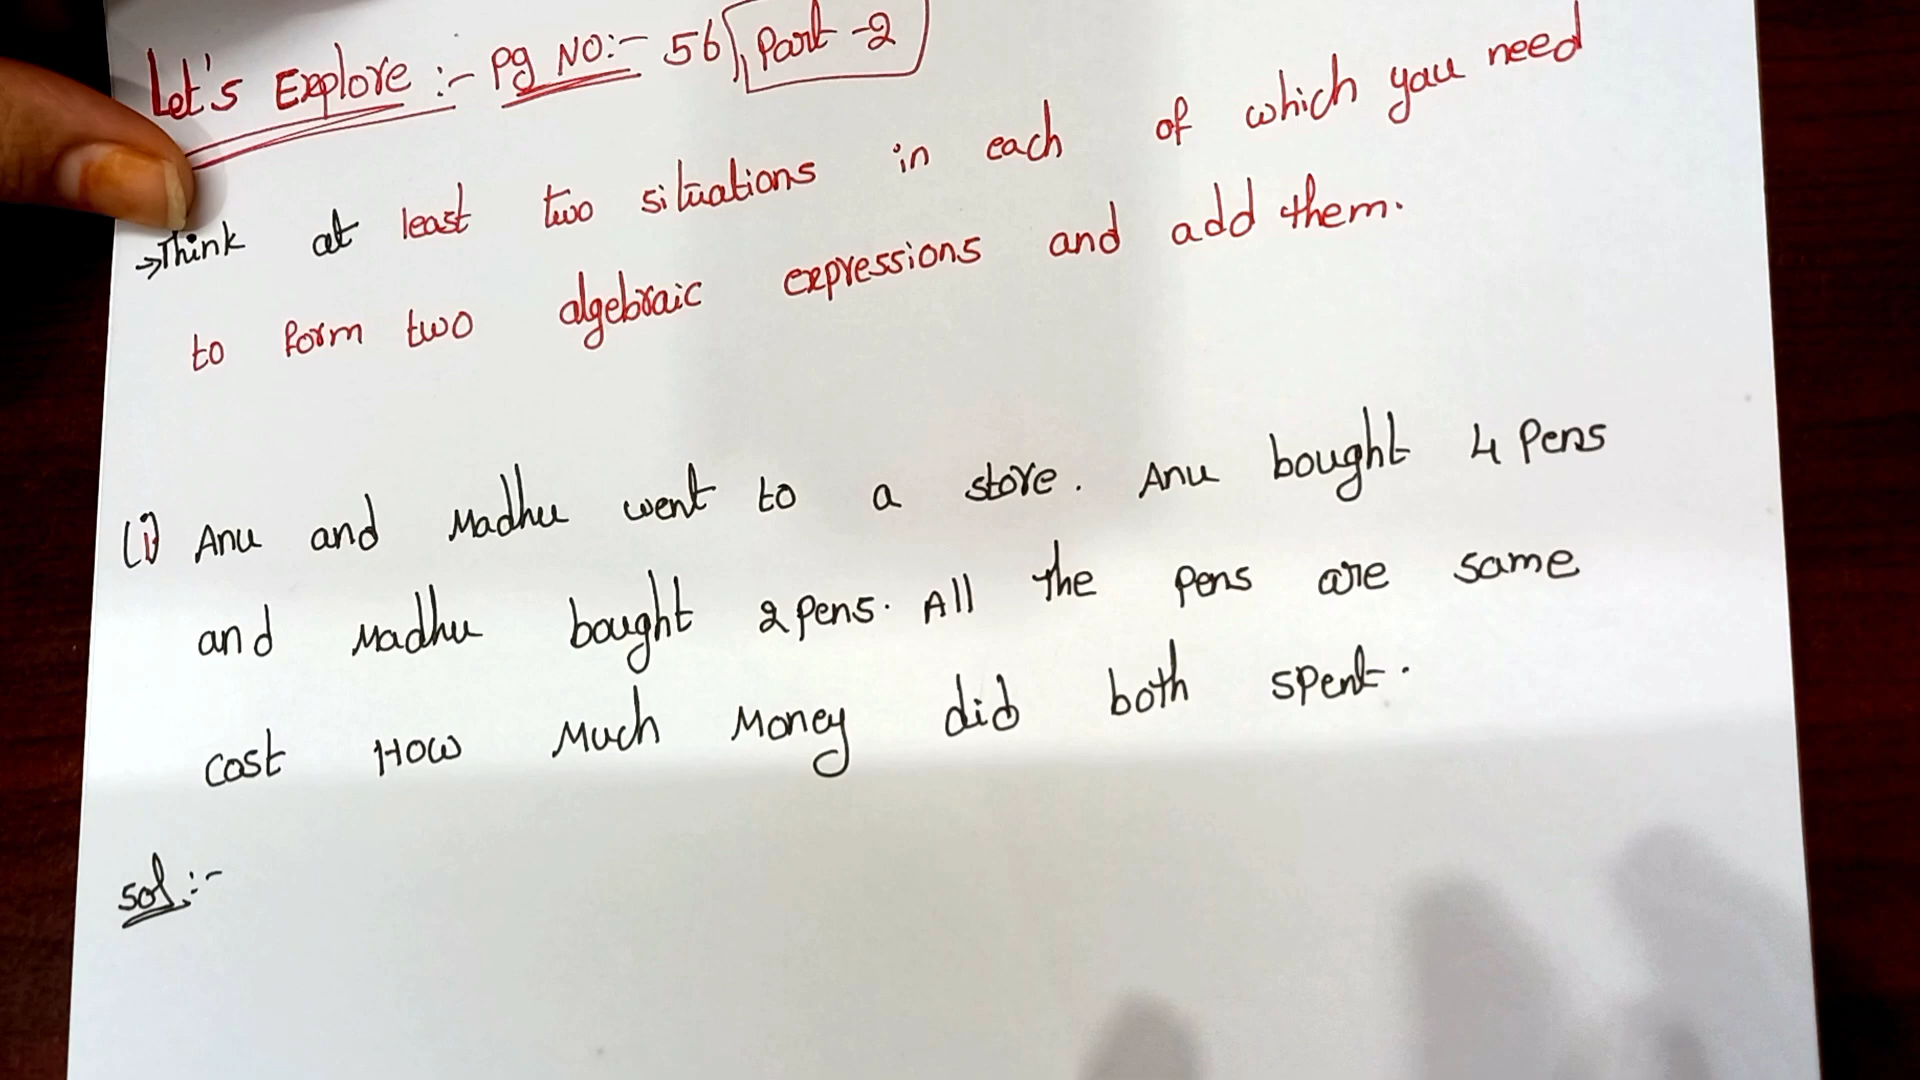 Let's Explore :- Pg NO:- 56, Part -2
→Think at least two situations in each of which you need
to form two algebraic expressions and add them.
(i) Anu and Madhu went to a store. Anu bought 4 Pens
and Madhu bought 2 Pens. All the Pens are same
cost How Much Money did both spent.
Sol:-